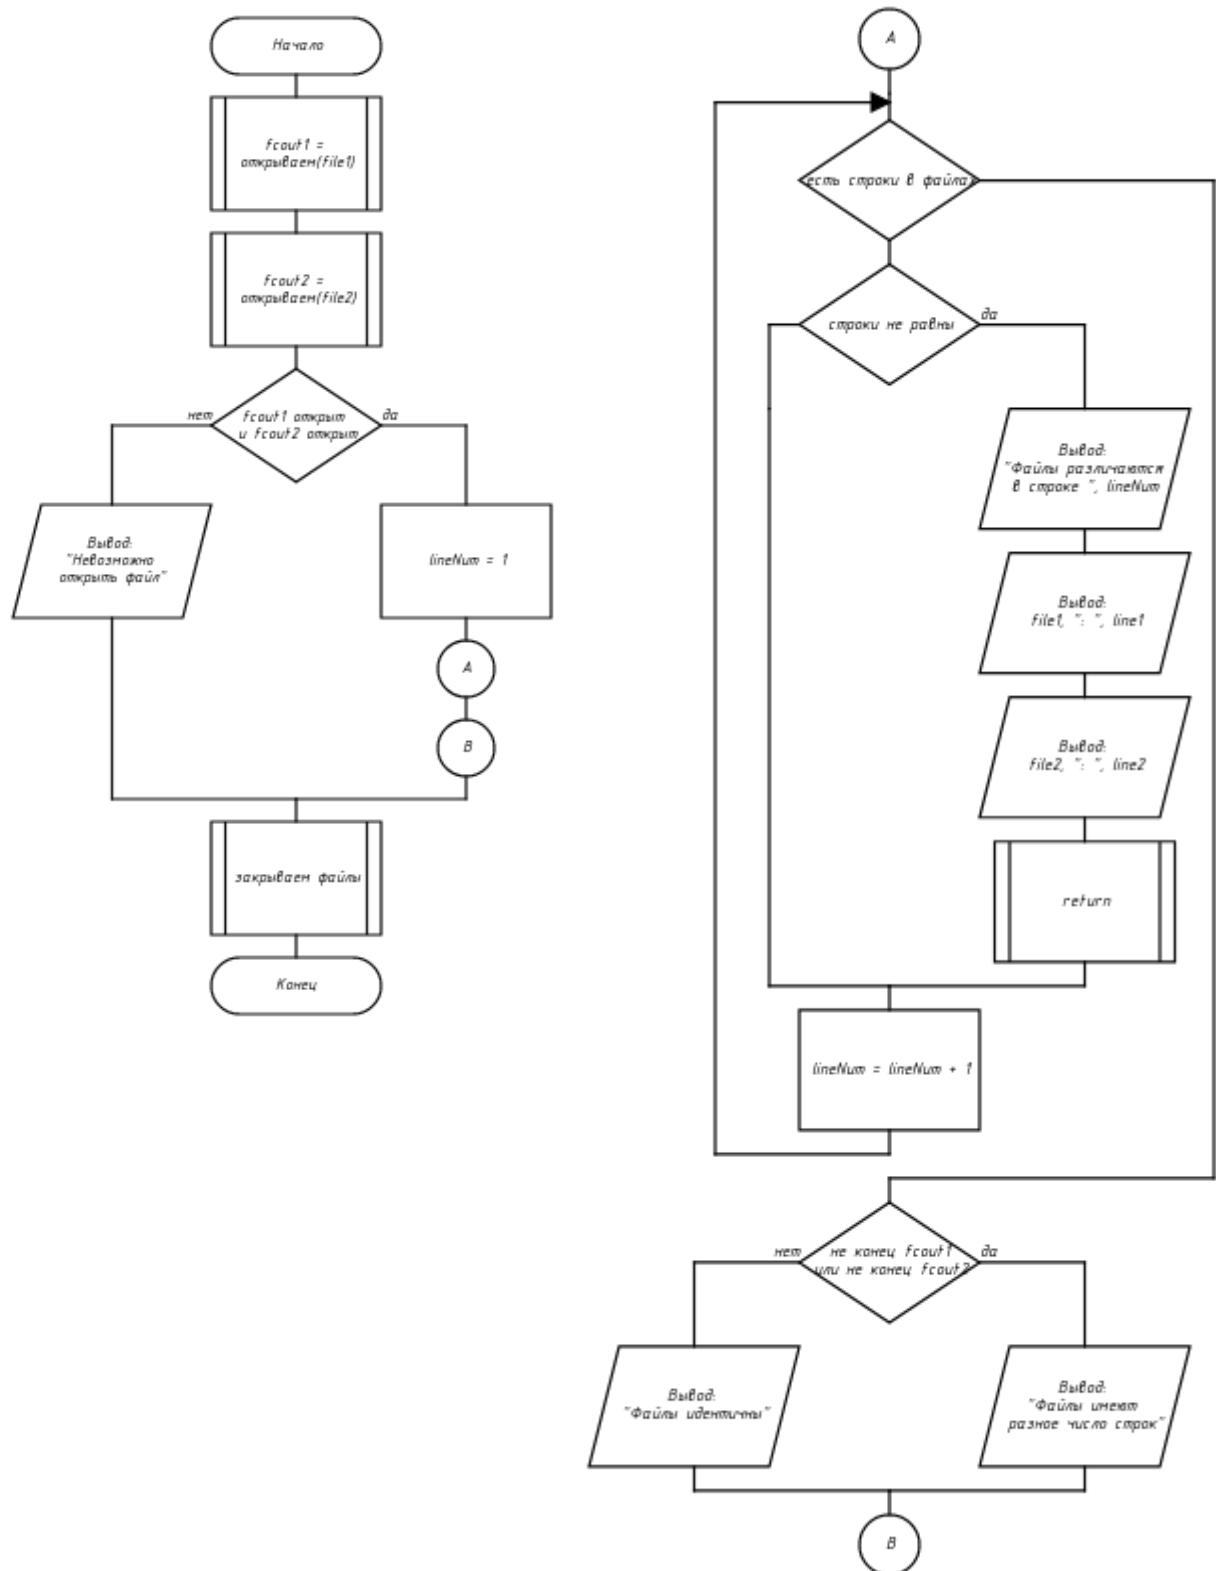 Начало
fcout1 =
открываем(file1)
fcout2 =
открываем(file2)
нет
fcout1 открыт
и fcout2 открыт
да
Вывод:
"Невозможно
открыть файл"
lineNum = 1
A
B
закрываем файлы
Конец
A
есть строки в файлах
строки не равны
да
Вывод:
"Файлы различаются
в строке ", lineNum
Вывод:
file1, ": ", line1
Вывод:
file2, ": ", line2
return
lineNum = lineNum + 1
нет
не конец fcout1
или не конец fcout2
да
Вывод:
"Файлы идентичны"
Вывод:
"Файлы имеют
разное число строк"
B